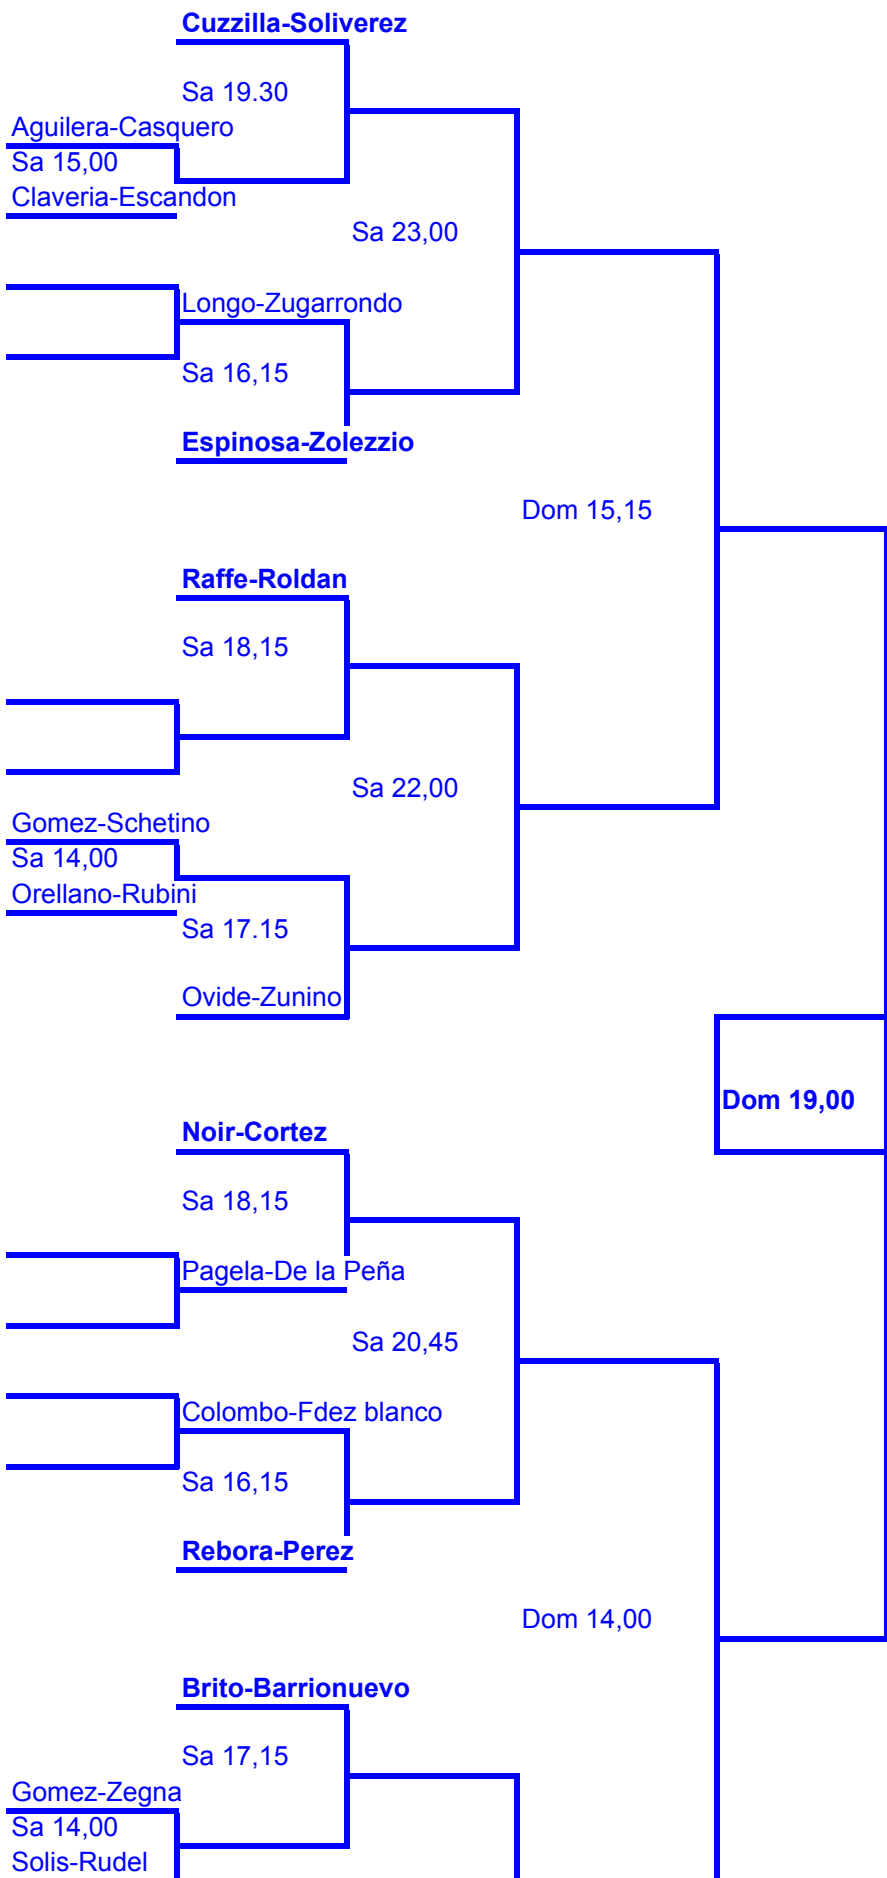 Cuzzilla-Soliverez
Sa 19.30
Aguilera-Casquero
Sa 15,00
Claveria-Escandon
Sa 23,00
Longo-Zugarrondo
Sa 16,15
Espinosa-Zolezzio
Dom 15,15
Raffe-Roldan
Sa 18,15
Sa 22,00
Gomez-Schetino
Sa 14,00
Orellano-Rubini
Sa 17.15
Ovide-Zunino
Dom 19,00
Noir-Cortez
Sa 18,15
Pagela-De la Peña
Sa 20,45
Colombo-Fdez blanco
Sa 16,15
Rebora-Perez
Dom 14,00
Brito-Barrionuevo
Sa 17,15
Gomez-Zegna
Sa 14,00
Solis-Rudel